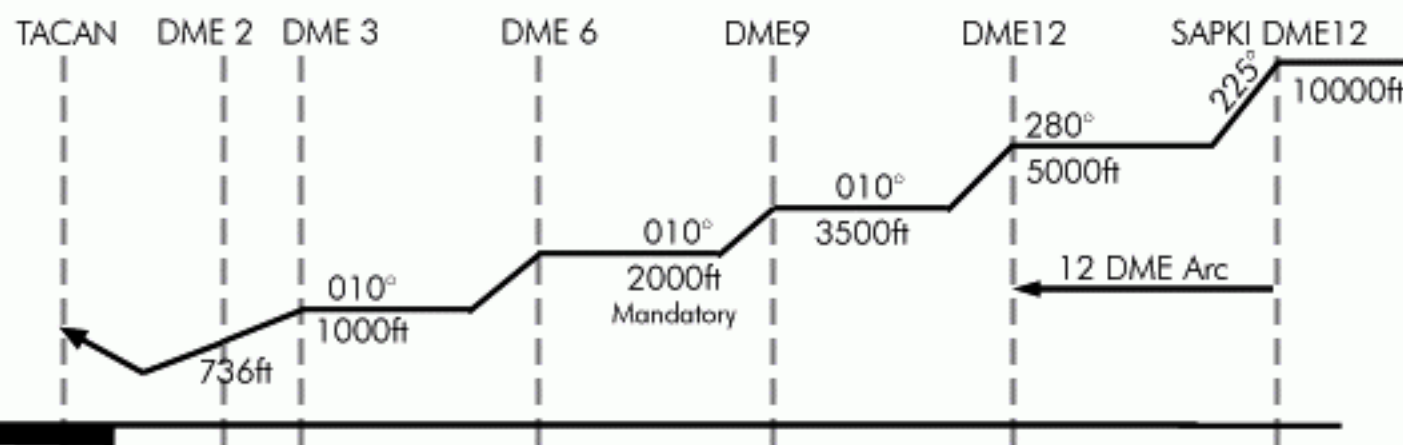 TACAN DME 2 DME 3 DME 6 DME9 DME12 SAPKI DME12
225°
10000ft
280°
5000ft
010°
3500ft
010°
2000ft
Mandatory
010°
1000ft
736ft
12 DME Arc